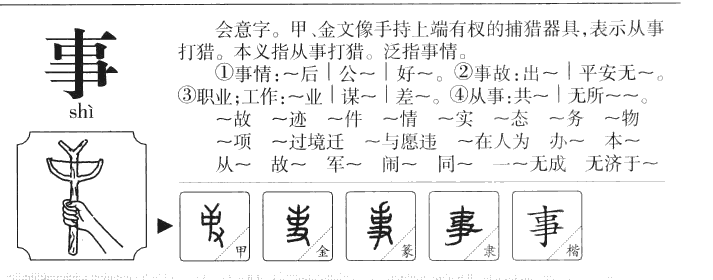 事
shì
会意字。甲、金文像手持上端有杈的捕猎器具,表示从事
打猎。本义指从事打猎。泛指事情。
①事情:～后｜公～｜好～。②事故:出～｜平安无～。
③职业;工作:～业｜谋～｜差～。④从事:共～｜无所～～。
～故 ～迹 ～件 ～情 ～实 ～态 ～务 ～物
～项 ～过境迁 ～与愿违 ～在人为 办～ 本～
从～ 故～ 军～ 闹～ 同～ 一～无成 无济于～
甲 金 篆 事 隶 事 楷